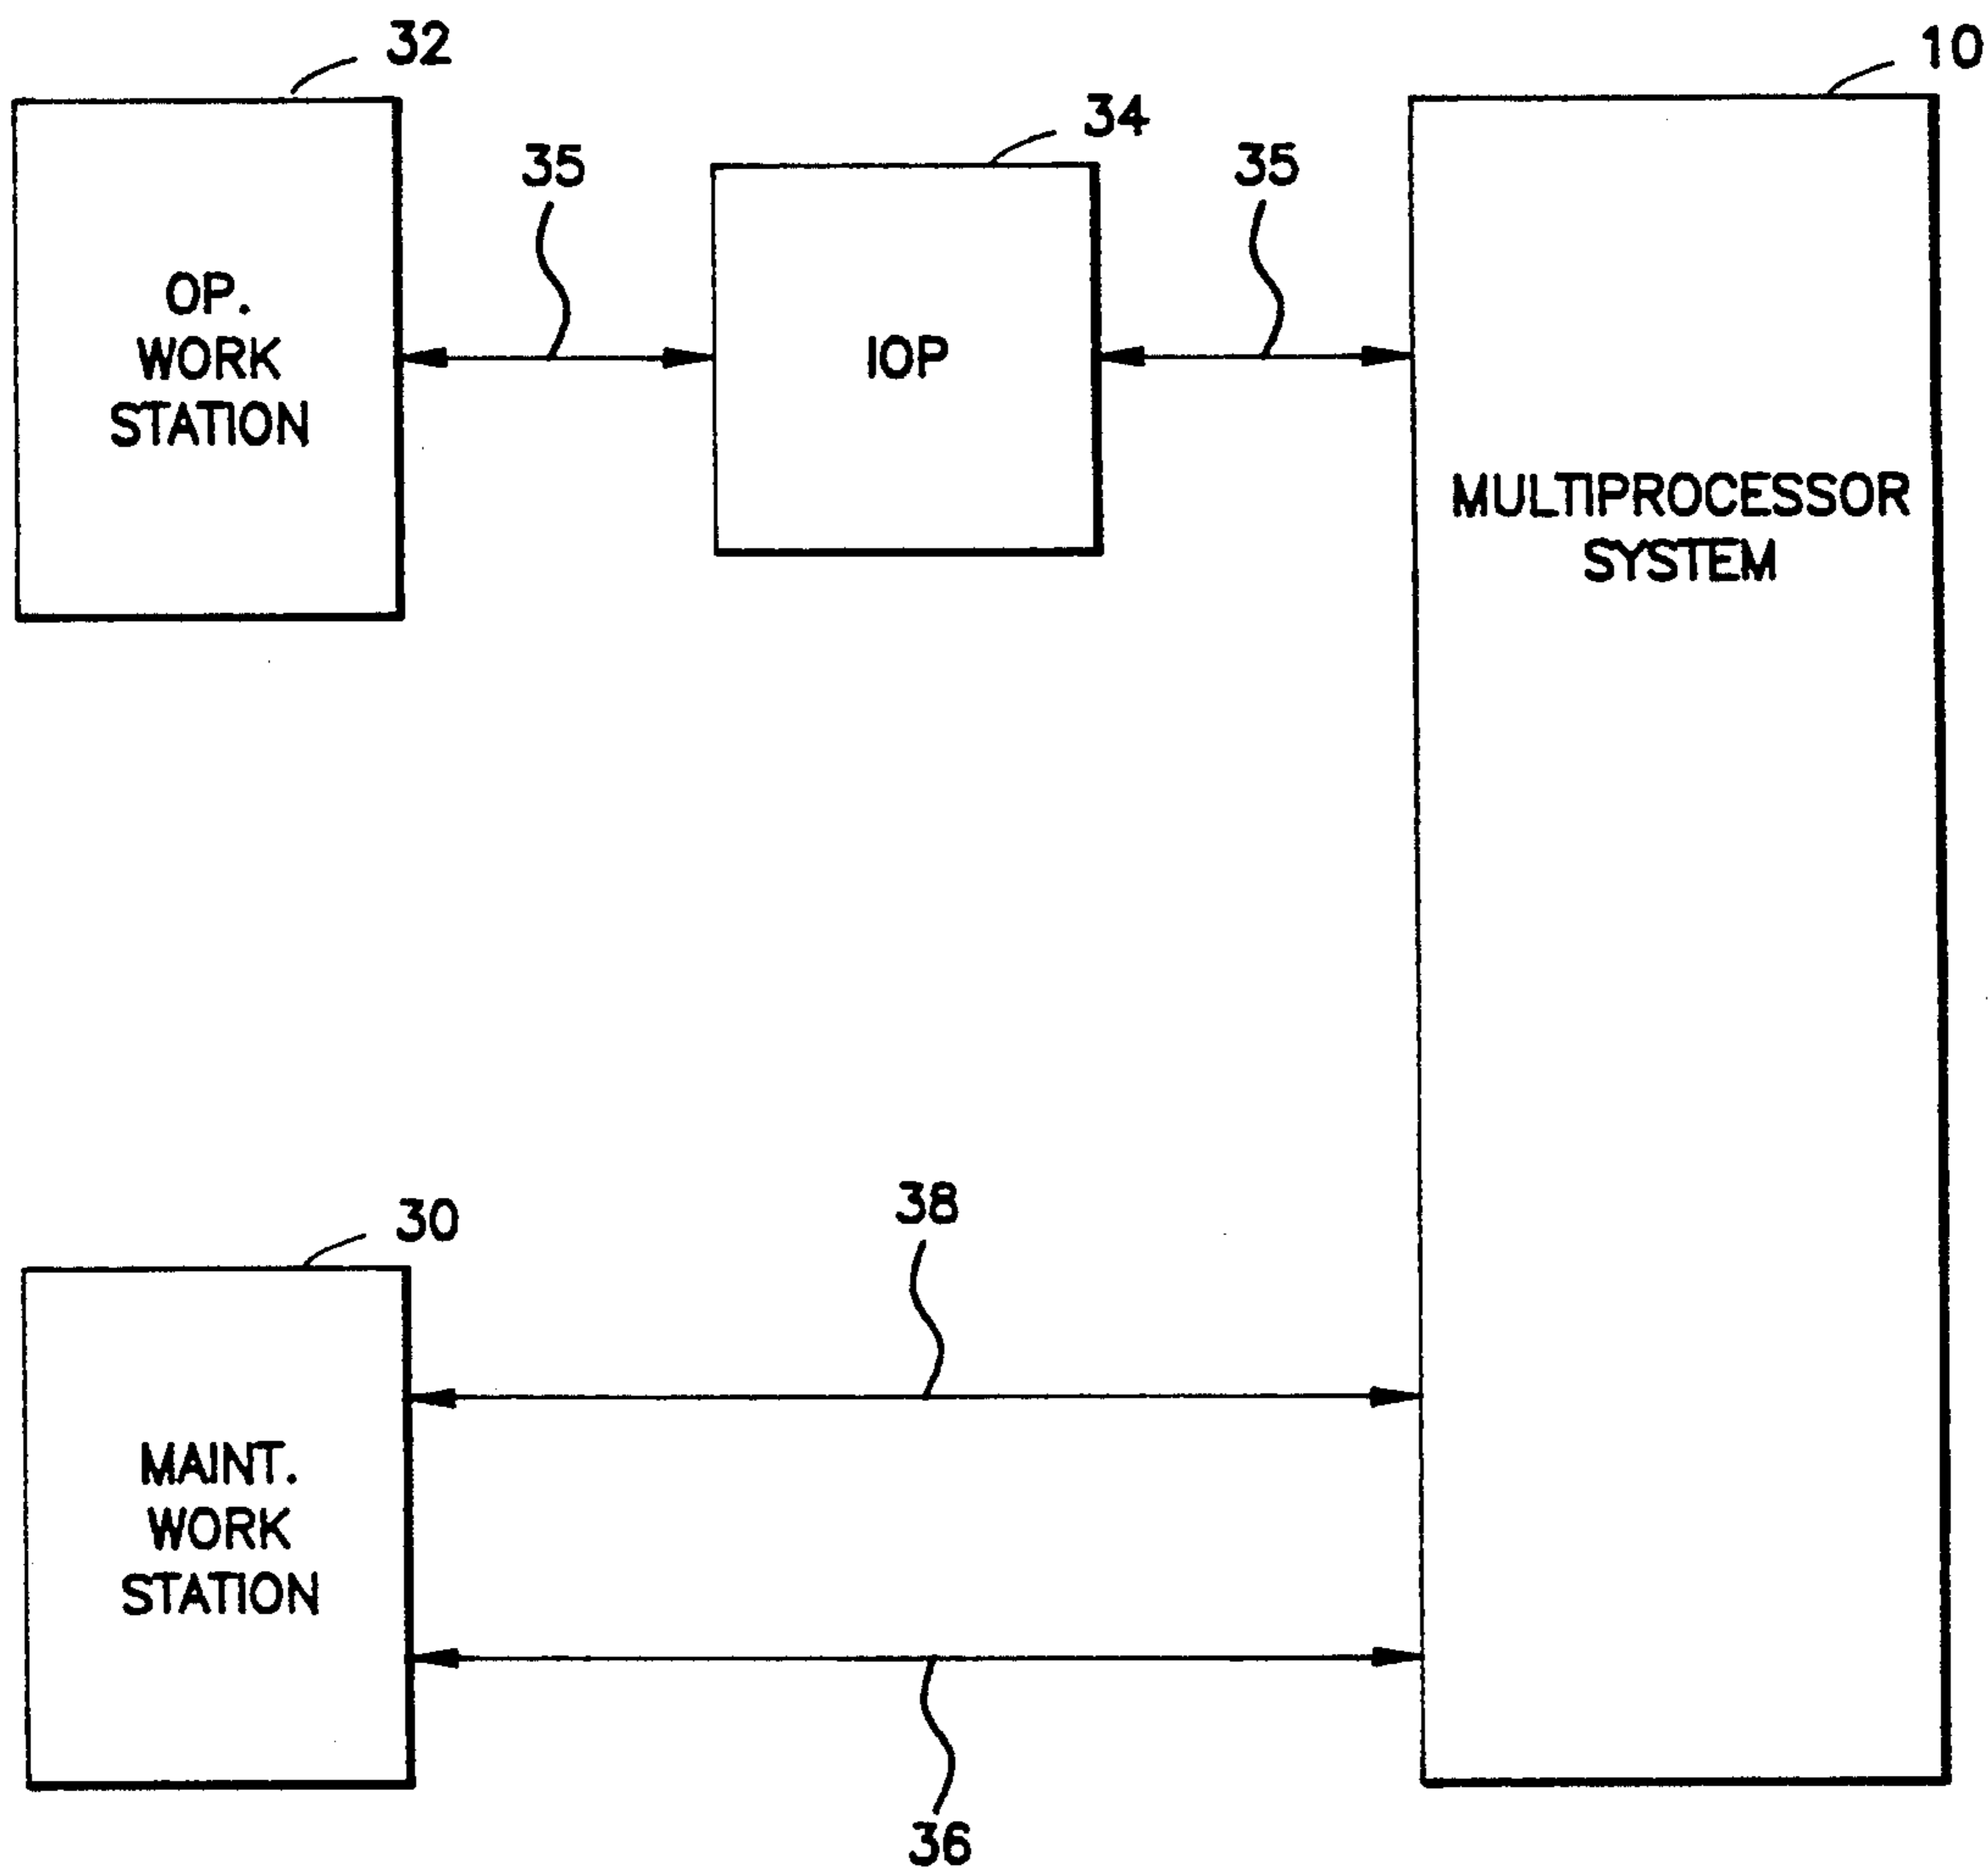 32
10
34
35
35
OP.
WORK
STATION
IOP
MULTIPROCESSOR
SYSTEM
38
30
MAINT.
WORK
STATION
36